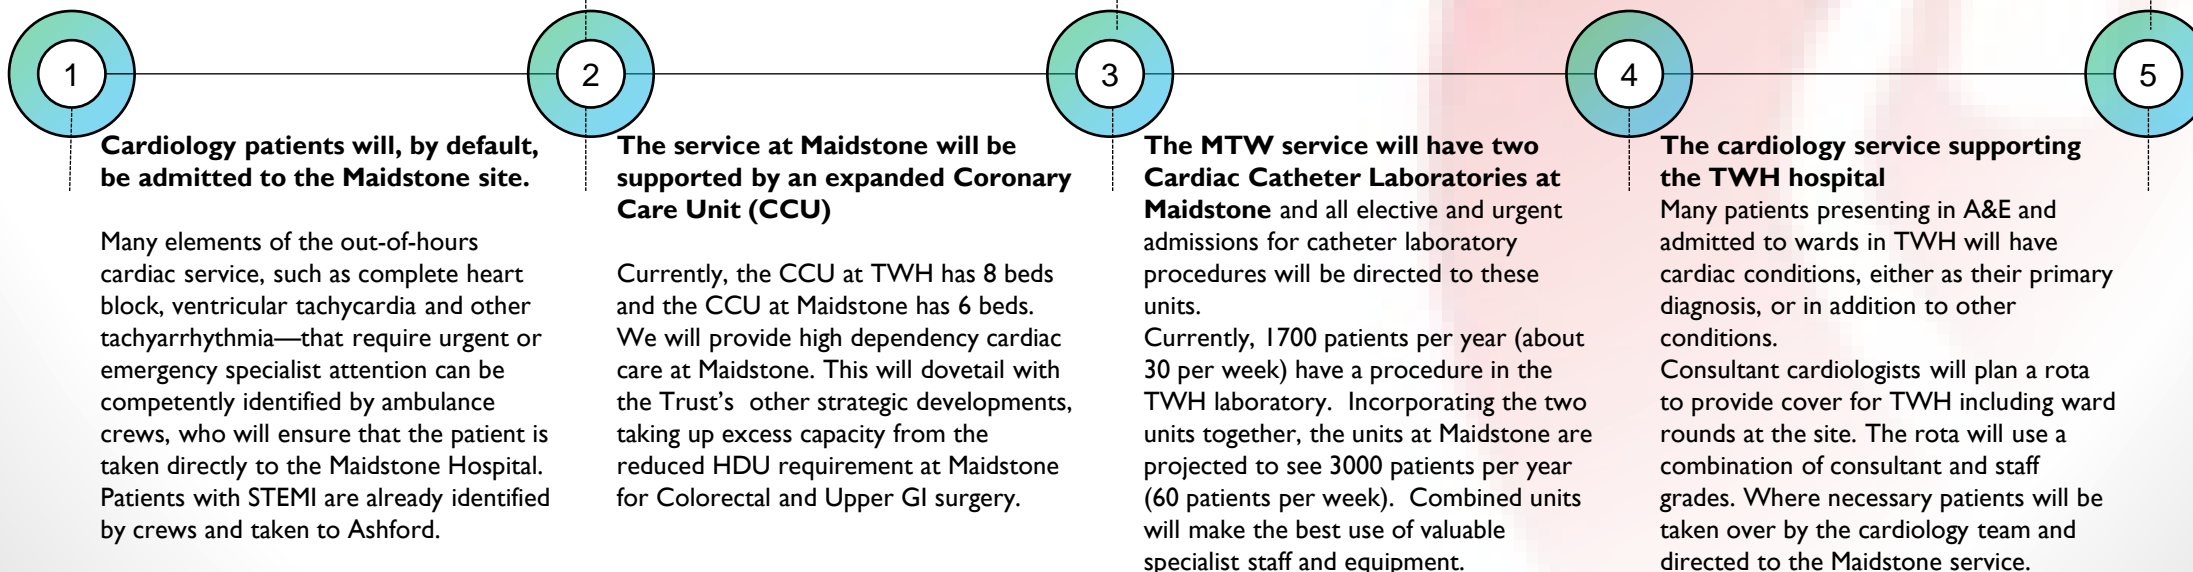 1
2
3
4
5
Cardiology patients will, by default,
be admitted to the Maidstone site.
Many elements of the out-of-hours
cardiac service, such as complete heart
block, ventricular tachycardia and other
tachyarrhythmia—that require urgent or
emergency specialist attention can be
competently identified by ambulance
crews, who will ensure that the patient is
taken directly to the Maidstone Hospital.
Patients with STEMI are already identified
by crews and taken to Ashford.
The service at Maidstone will be
supported by an expanded Coronary
Care Unit (CCU)
Currently, the CCU at TWH has 8 beds
and the CCU at Maidstone has 6 beds.
We will provide high dependency cardiac
care at Maidstone. This will dovetail with
the Trust's other strategic developments,
taking up excess capacity from the
reduced HDU requirement at Maidstone
for Colorectal and Upper GI surgery.
The MTW service will have two
Cardiac Catheter Laboratories at
Maidstone and all elective and urgent
admissions for catheter laboratory
procedures will be directed to these
units.
Currently, 1700 patients per year (about
30 per week) have a procedure in the
TWH laboratory. Incorporating the two
units together, the units at Maidstone are
projected to see 3000 patients per year
(60 patients per week). Combined units
will make the best use of valuable
specialist staff and equipment.
The cardiology service supporting
the TWH hospital
Many patients presenting in A&E and
admitted to wards in TWH will have
cardiac conditions, either as their primary
diagnosis, or in addition to other
conditions.
Consultant cardiologists will plan a rota
to provide cover for TWH including ward
rounds at the site. The rota will use a
combination of consultant and staff
grades. Where necessary patients will be
taken over by the cardiology team and
directed to the Maidstone service.